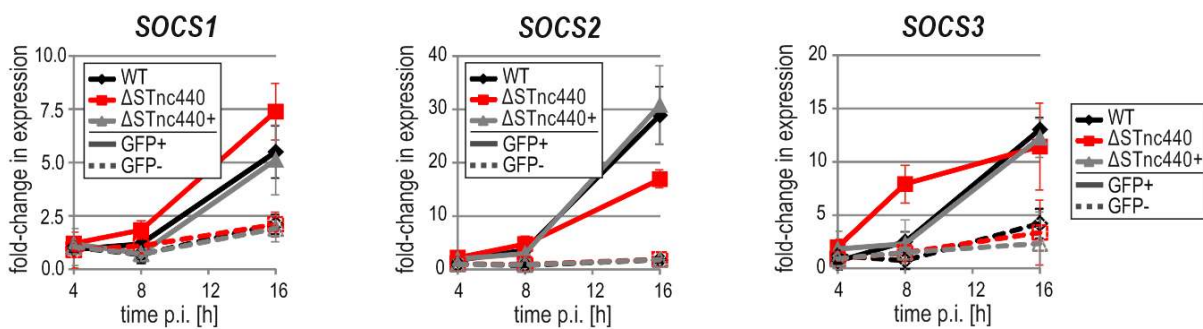 SOCS1
fold-change in expression
10.0
7.5
5.0
2.5
0.0
WT
ΔSTnc440
ΔSTnc440+
GFP+
GFP-
4
8
12
16
time p.i. [h]
SOCS2
fold-change in expression
40
30
20
10
0
WT
ΔSTnc440
ΔSTnc440+
GFP+
GFP-
4
8
12
16
time p.i. [h]
SOCS3
fold-change in expression
20
15
10
5
0
4
8
12
16
time p.i. [h]
WT
ΔSTnc440
ΔSTnc440+
GFP+
GFP-